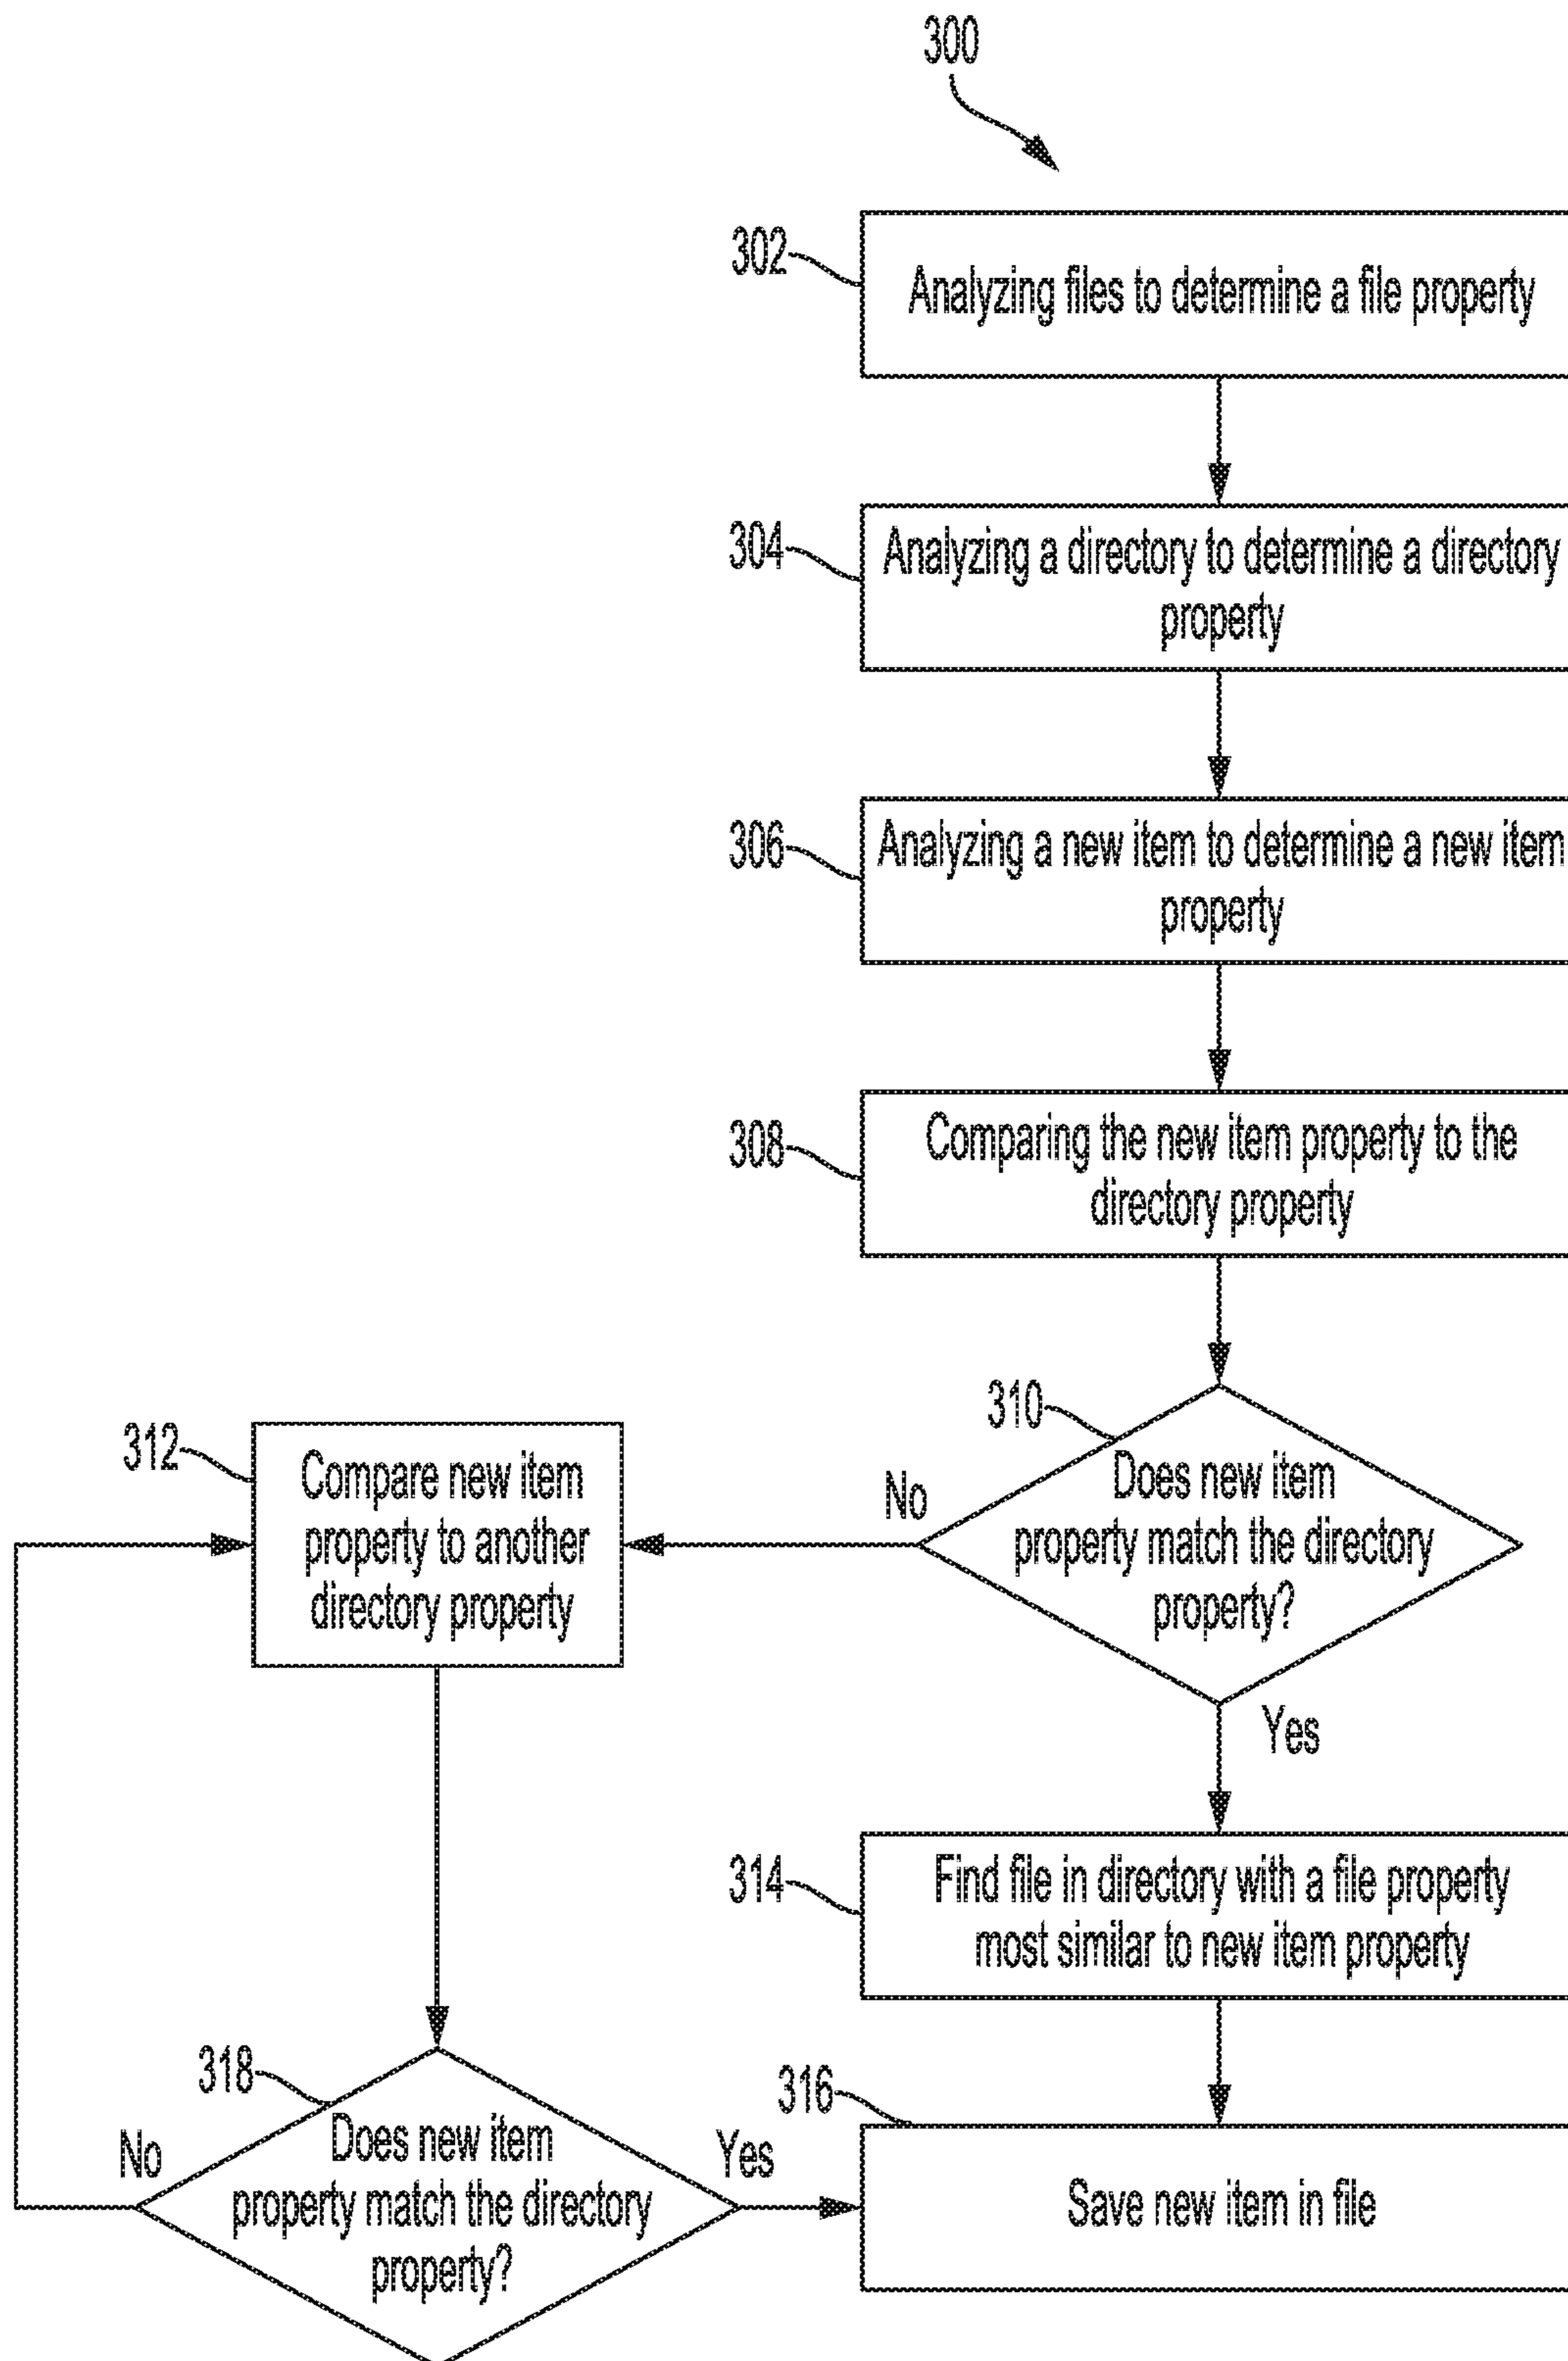 300
302
Analyzing files to determine a file property
304
Analyzing a directory to determine a directory
property
306
Analyzing a new item to determine a new item
property
308
Comparing the new item property to the
directory property
310
Does new item
property match the directory
property?
No
Yes
312
Compare new item
property to another
directory property
314
Find file in directory with a file property
most similar to new item property
318
Does new item
property match the directory
property?
No
Yes
316
Save new item in file